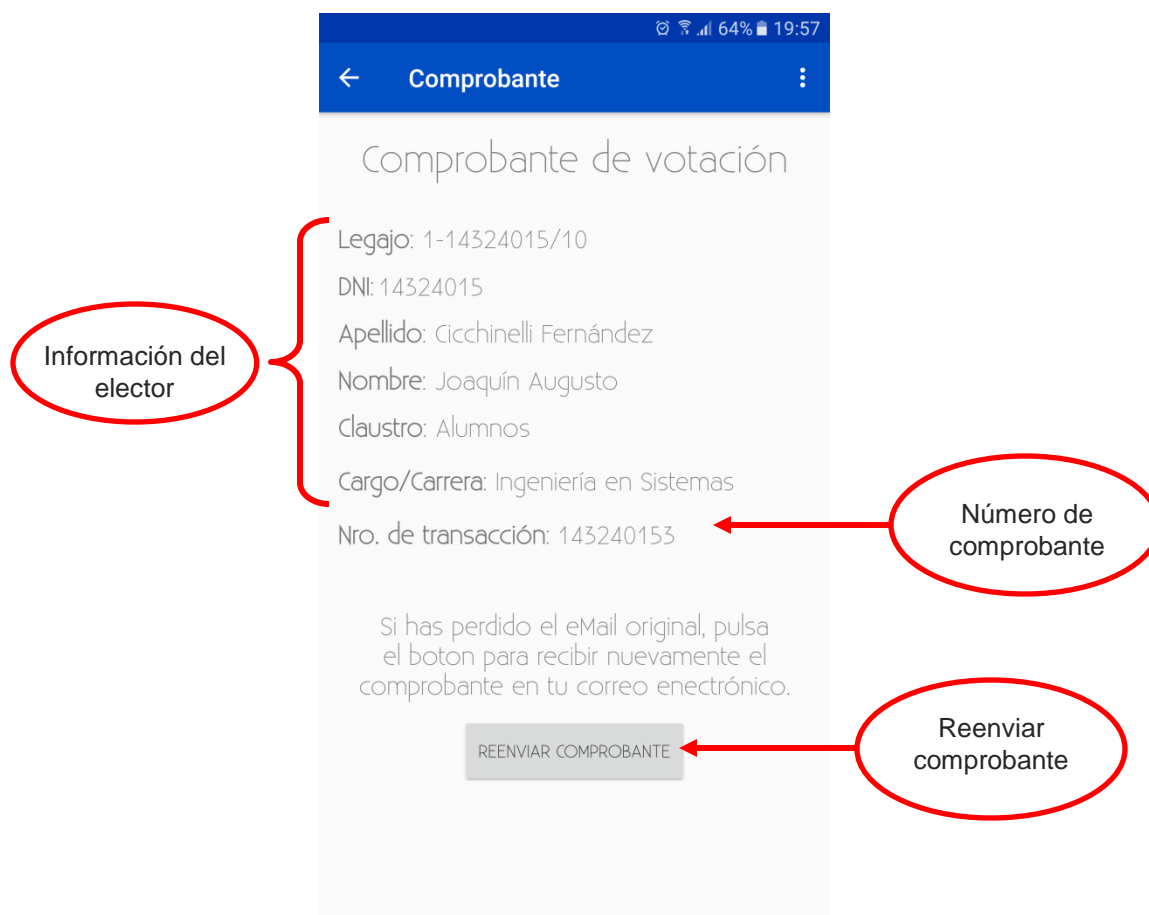 64% 19:57
Comprobante
Comprobante de votación
Legajo: 1-14324015/10
DNI: 14324015
Apellido: Cicchinelli Fernández
Nombre: Joaquín Augusto
Claustro: Alumnos
Cargo/Carrera: Ingeniería en Sistemas
Nro. de transacción: 143240153
Si has perdido el eMail original, pulsa
el boton para recibir nuevamente el
comprobante en tu correo enectrónico.
REENVIAR COMPROBANTE
Información del
elector
Número de
comprobante
Reenviar
comprobante